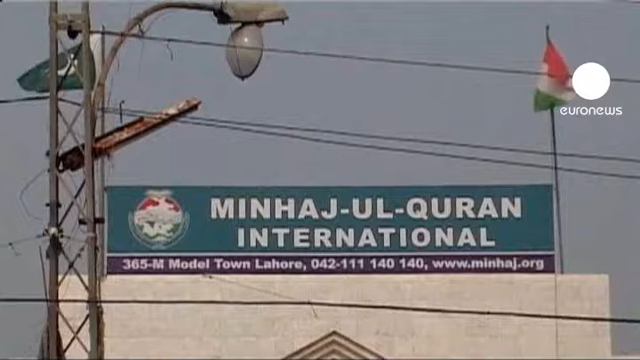 euronews
MINHAJ-UL-QURAN
INTERNATIONAL
365-M Model Town Lahore, 042-111 140 140, www.minhaj.org